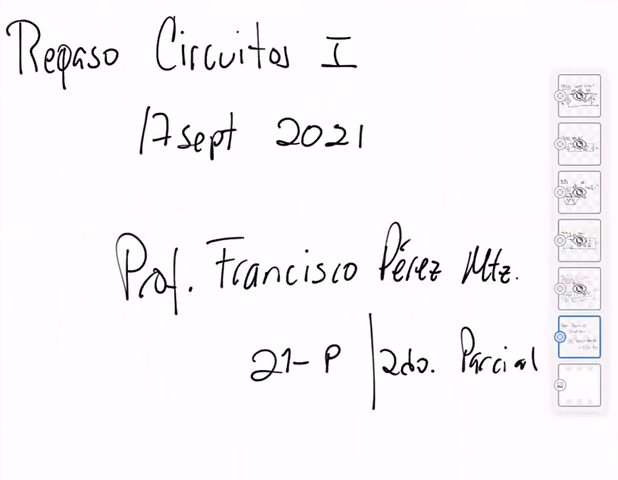 Repaso Circuitos I
17 sept 2021
Prof. Francisco Pérez Mtz.
21-P | 2do. Parcial